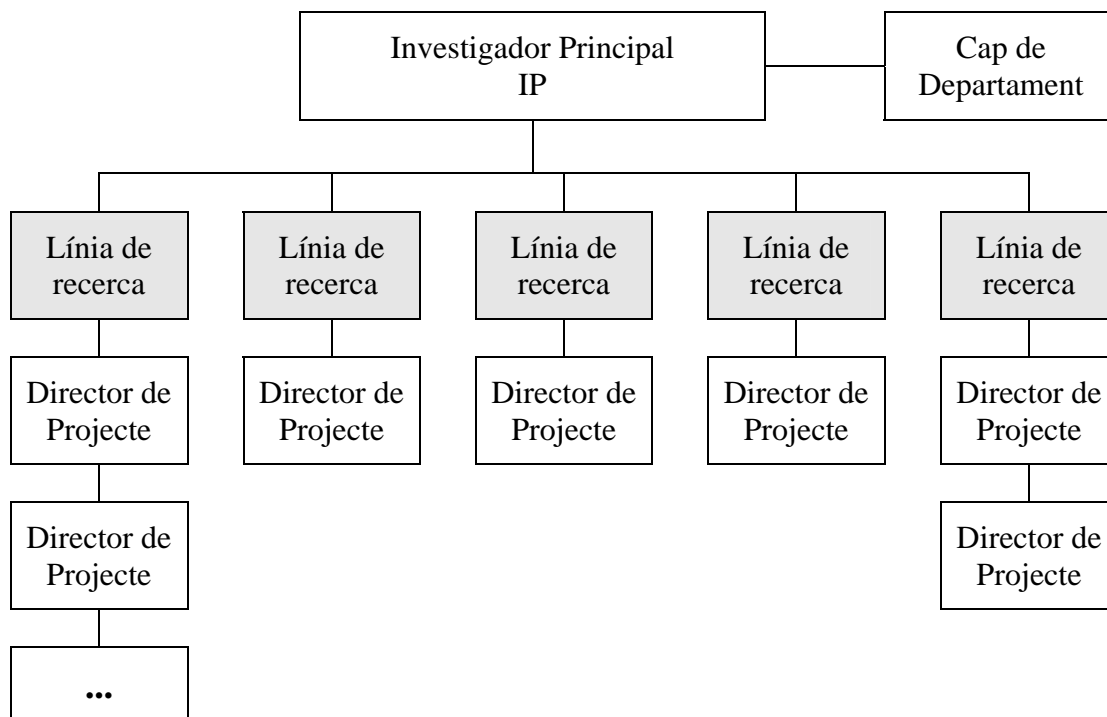 Investigador Principal
IP
Cap de
Departament
Línia de
recerca
Línia de
recerca
Línia de
recerca
Línia de
recerca
Línia de
recerca
Director de
Projecte
Director de
Projecte
Director de
Projecte
Director de
Projecte
Director de
Projecte
Director de
Projecte
Director de
Projecte
...